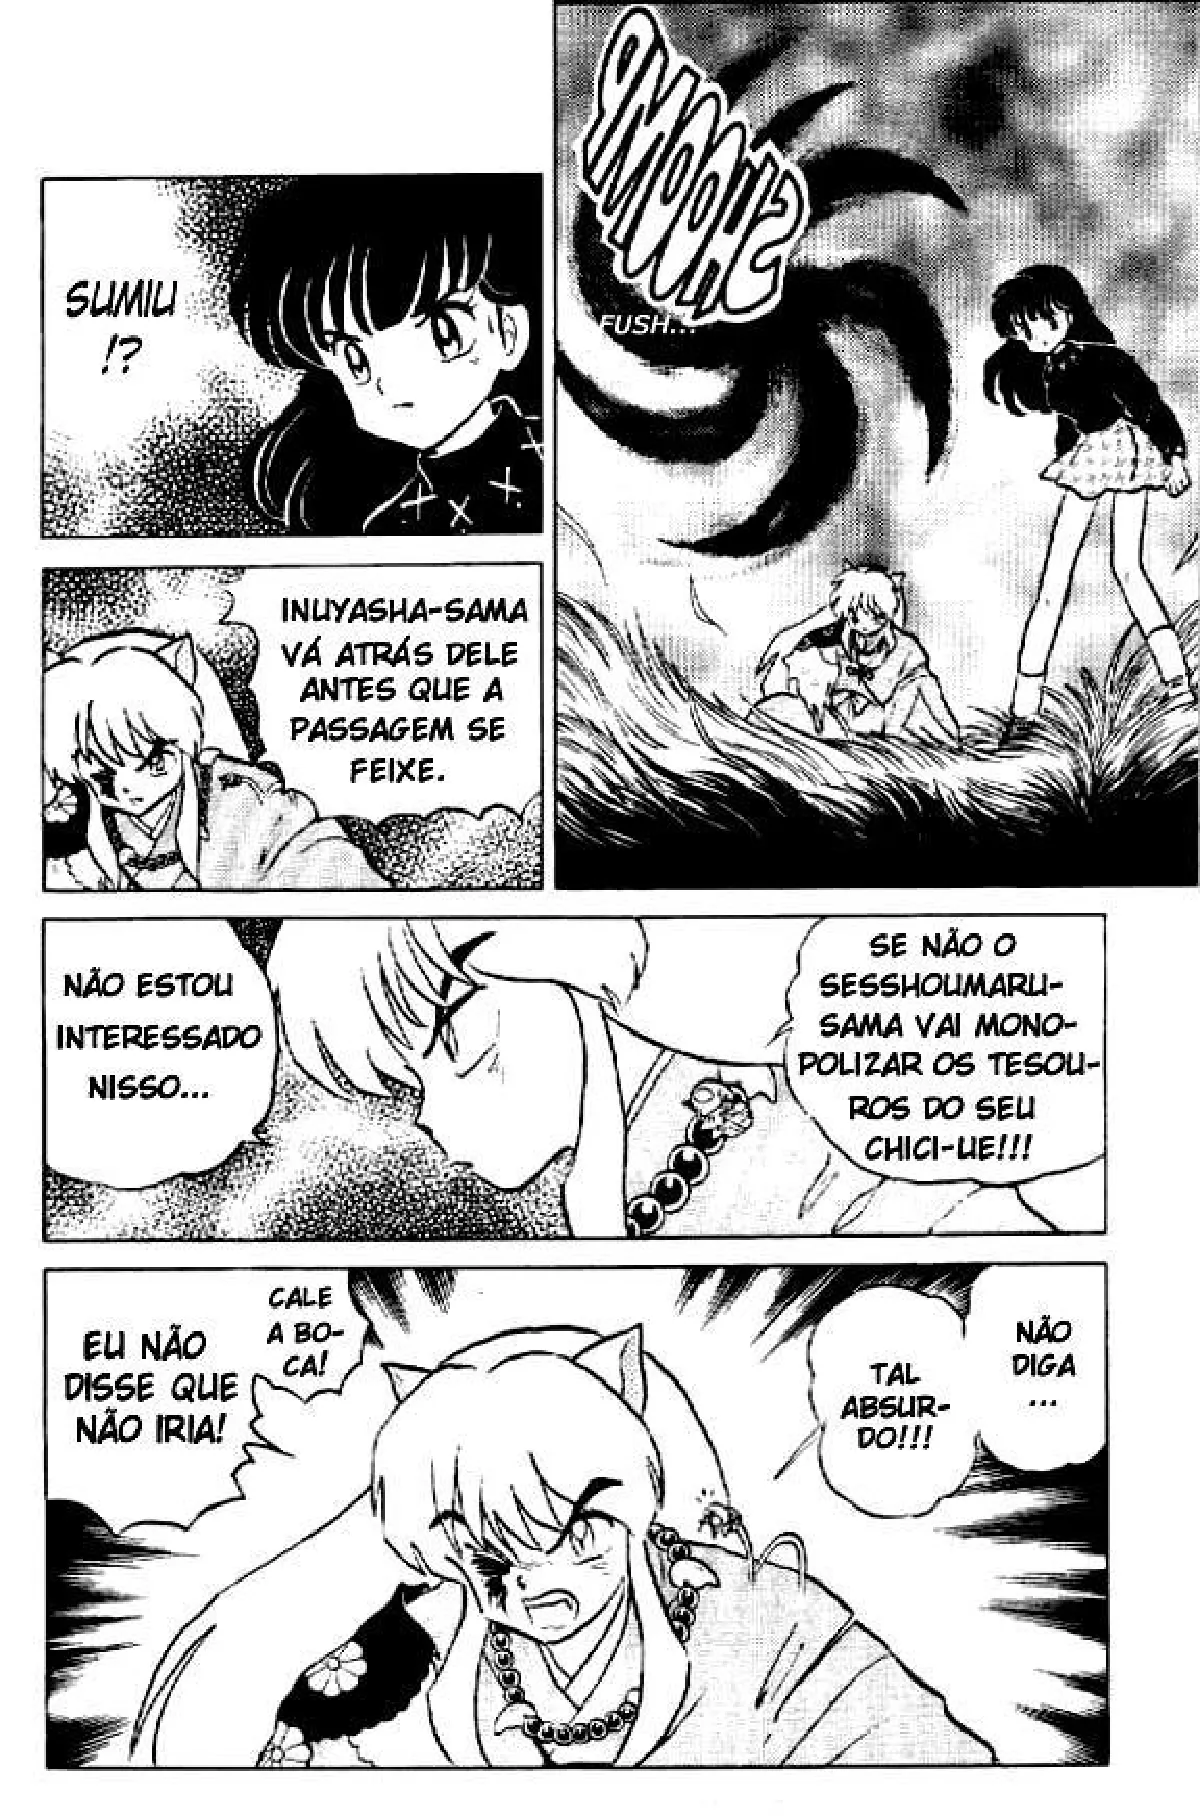 SHOOMP
FUSH...
SUMIU
!?
INUYASHA-SAMA
VÁ ATRÁS DELE
ANTES QUE A
PASSAGEM SE
FEIXE.
SE NÃO O
SESSHOUMARU-
SAMA VAI MONO-
POLIZAR OS TESOU-
ROS DO SEU
CHICI-UE!!!
NÃO ESTOU
INTERESSADO
NISSO...
NÃO
DIGA
...
TAL
ABSUR-
DO!!!
CALE
A BO-
CA!
EU NÃO
DISSE QUE
NÃO IRIA!